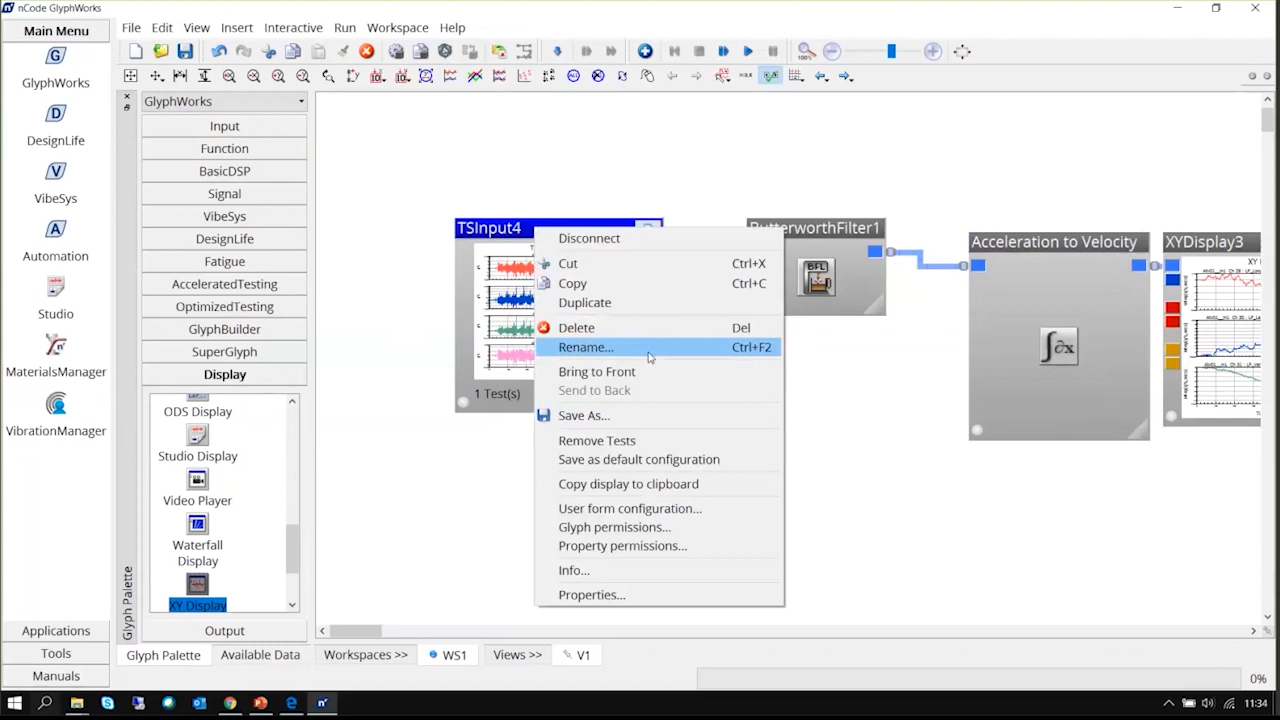 nCode GlyphWorks
Main Menu
File Edit View Insert Interactive Run Workspace Help
GlyphWorks
DesignLife
VibeSys
Automation
Studio
MaterialsManager
VibrationManager
Applications
Tools
Manuals
Glyph Palette
GlyphWorks
Input
Function
BasicDSP
Signal
VibeSys
DesignLife
Fatigue
AcceleratedTesting
OptimizedTesting
GlyphBuilder
SuperGlyph
Display
ODS Display
Studio Display
Video Player
Waterfall
Display
XY Display
Output
Glyph Palette Available Data
TSInput4
1 Test(s)
Disconnect
Cut Ctrl+X
Copy Ctrl+C
Duplicate
Delete Del
Rename... Ctrl+F2
Bring to Front
Send to Back
Save As...
Remove Tests
Save as default configuration
Copy display to clipboard
User form configuration...
Glyph permissions...
Property permissions...
Info...
Properties...
ButterworthFilter1
BFL
Acceleration to Velocity
∫∂x
XYDisplay3
Workspaces >> WS1 Views >> V1
0%
11:34